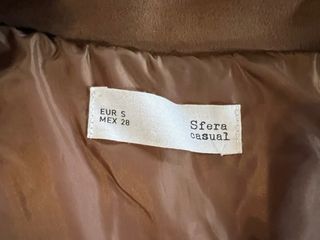 EUR S
MEX 28
Sfera
casual